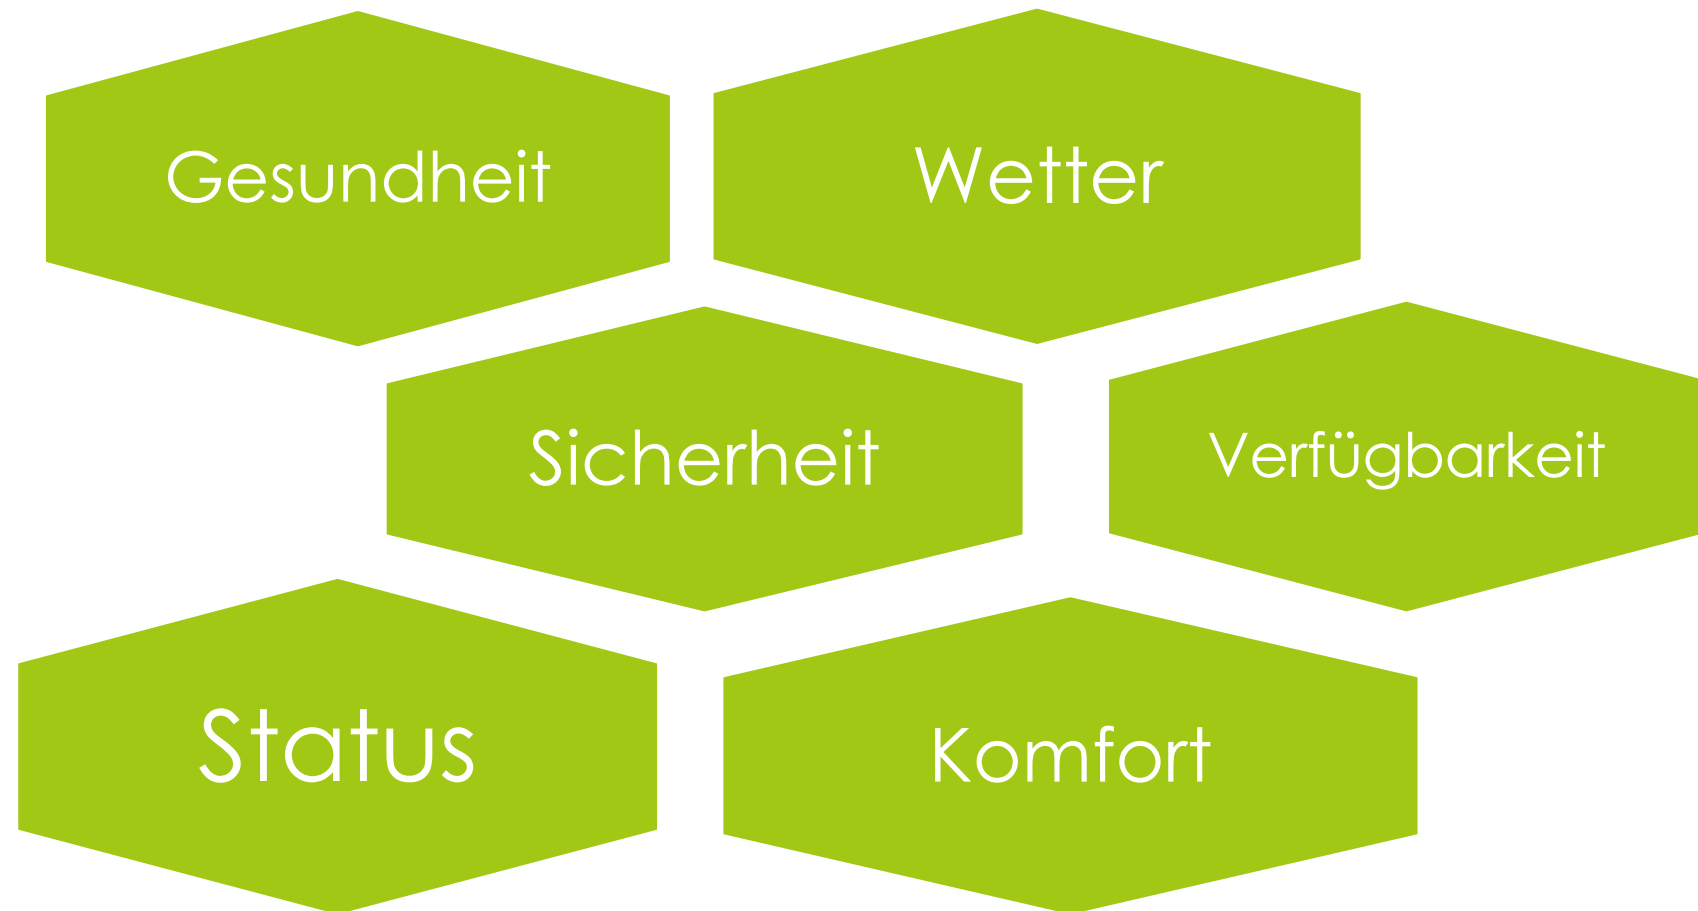 Gesundheit
Wetter
Sicherheit
Verfügbarkeit
Status
Komfort